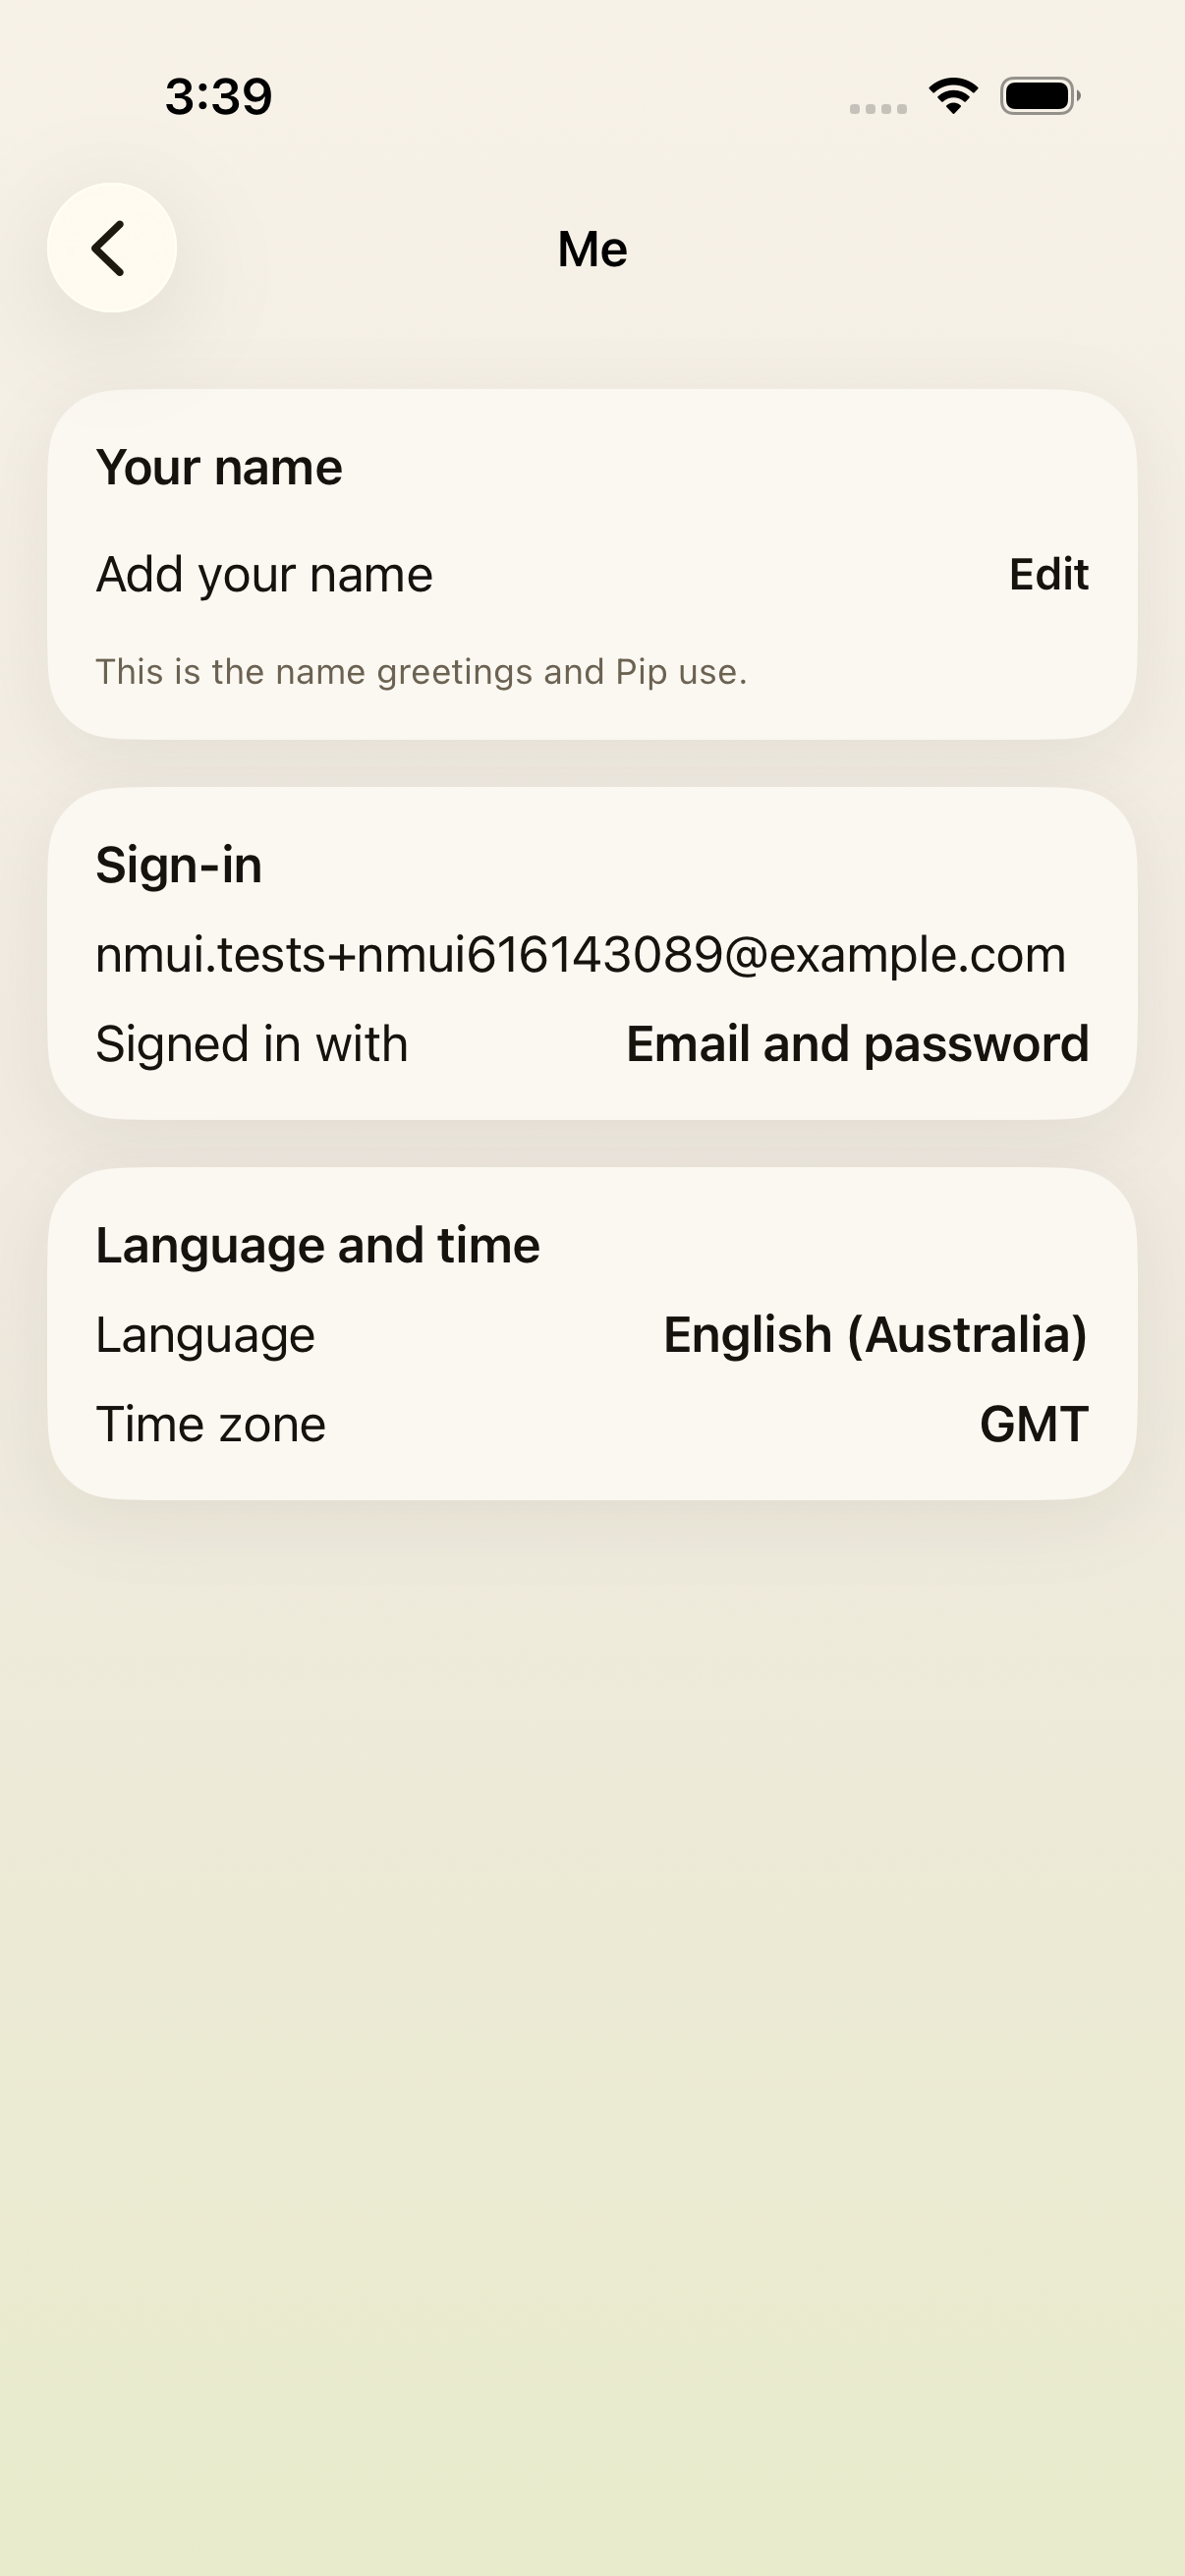 3:39
Me
Your name
Add your name Edit
This is the name greetings and Pip use.
Sign-in
nmui.tests+nmui616143089@example.com
Signed in with Email and password
Language and time
Language English (Australia)
Time zone GMT